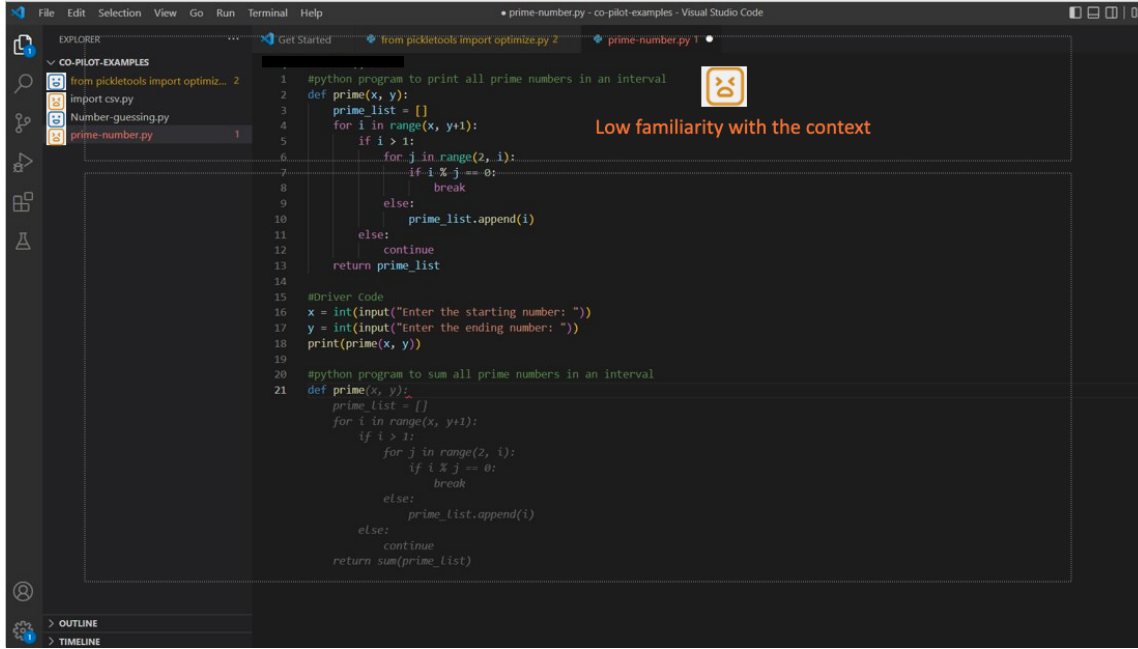 File Edit Selection View Go Run Terminal Help
● prime-number.py - co-pilot-examples - Visual Studio Code
EXPLORER ...
CO-PILOT-EXAMPLES
from pickletools import optimiz... 2
import csv.py
Number-guessing.py
prime-number.py 1
Get Started
from pickletools import optimize.py 2
prime-number.py 1 ●
Low familiarity with the context
1 #python program to print all prime numbers in an interval
2 def prime(x, y):
3     prime_list = []
4     for i in range(x, y+1):
5         if i > 1:
6             for j in range(2, i):
7                 if i % j == 0:
8                     break
9             else:
10                 prime_list.append(i)
11         else:
12             continue
13     return prime_list
14
15 #Driver Code
16 x = int(input("Enter the starting number: "))
17 y = int(input("Enter the ending number: "))
18 print(prime(x, y))
19
20 #python program to sum all prime numbers in an interval
21 def prime(x, y):
    prime_list = []
    for i in range(x, y+1):
        if i > 1:
            for j in range(2, i):
                if i % j == 0:
                    break
            else:
                prime_list.append(i)
        else:
            continue
    return sum(prime_list)
OUTLINE
TIMELINE